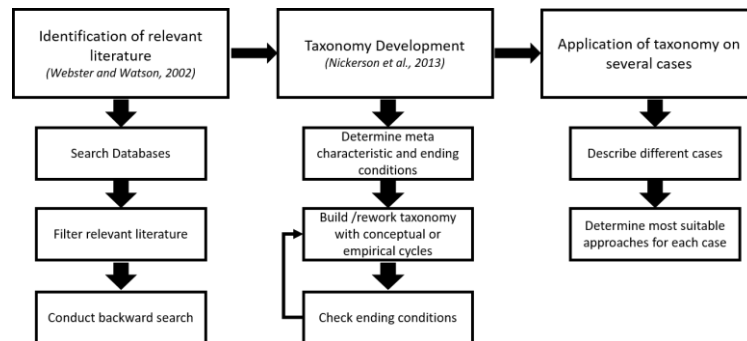 Identification of relevant
literature
(Webster and Watson, 2002)
Search Databases
Filter relevant literature
Conduct backward search
Taxonomy Development
(Nickerson et al., 2013)
Determine meta
characteristic and ending
conditions
Build /rework taxonomy
with conceptual or
empirical cycles
Check ending conditions
Application of taxonomy on
several cases
Describe different cases
Determine most suitable
approaches for each case